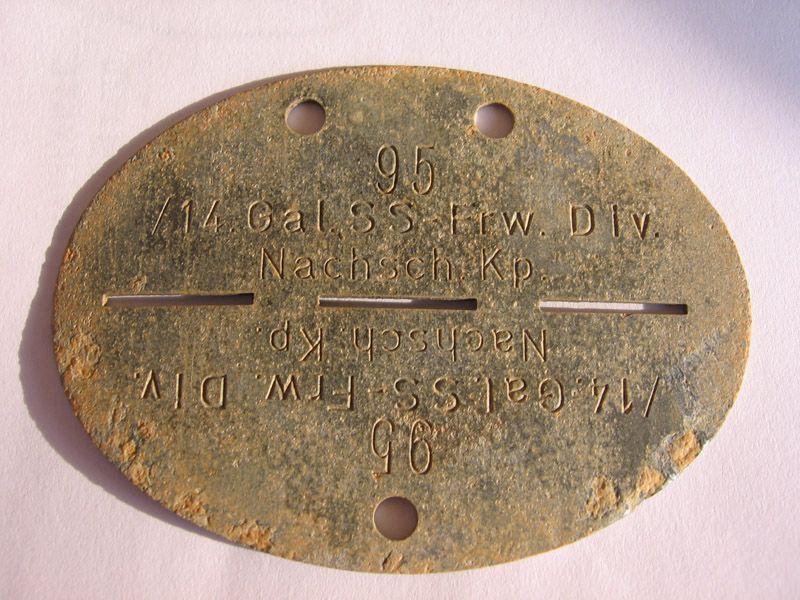 95
/14.Gal.SS-Frw. Div.
Nachsch.Kp.
Nachsch.Kp.
/14.Gal.SS-Frw. Div.
95